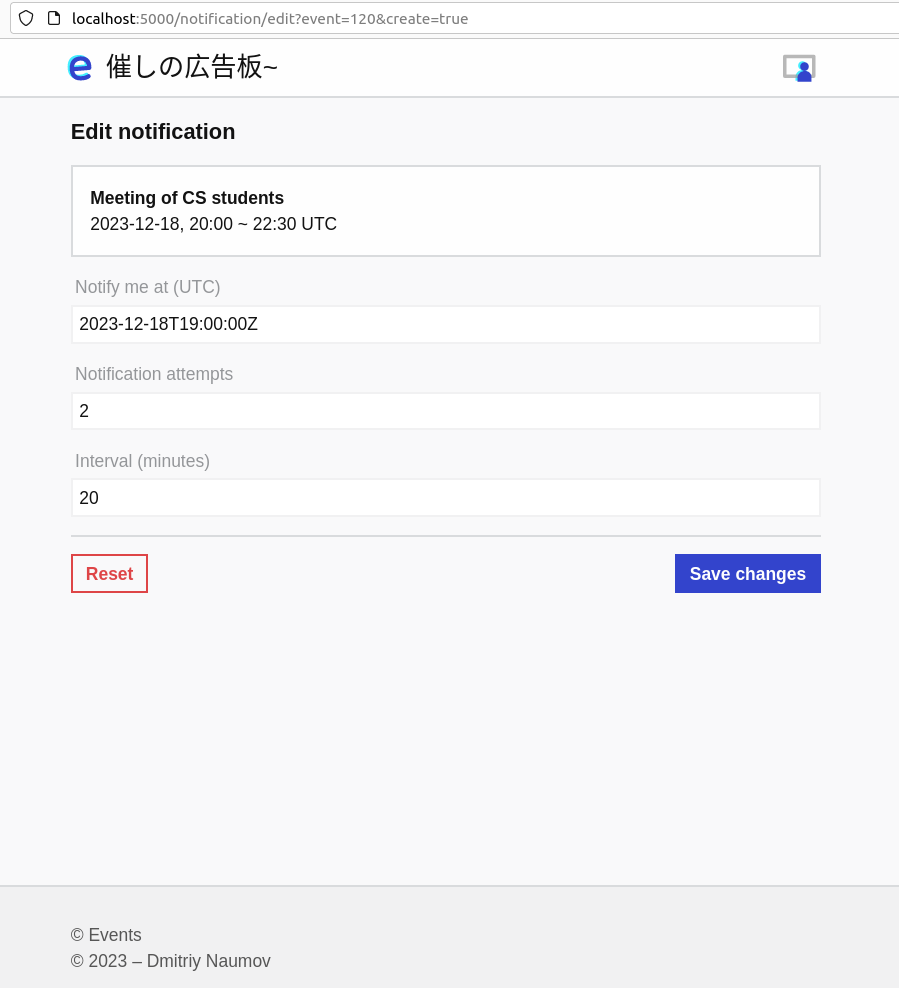 localhost:5000/notification/edit?event=120&create=true
e 催しの広告板~
Edit notification
Meeting of CS students
2023-12-18, 20:00 ~ 22:30 UTC
Notify me at (UTC)
2023-12-18T19:00:00Z
Notification attempts
2
Interval (minutes)
20
Reset
Save changes
© Events
© 2023 – Dmitriy Naumov